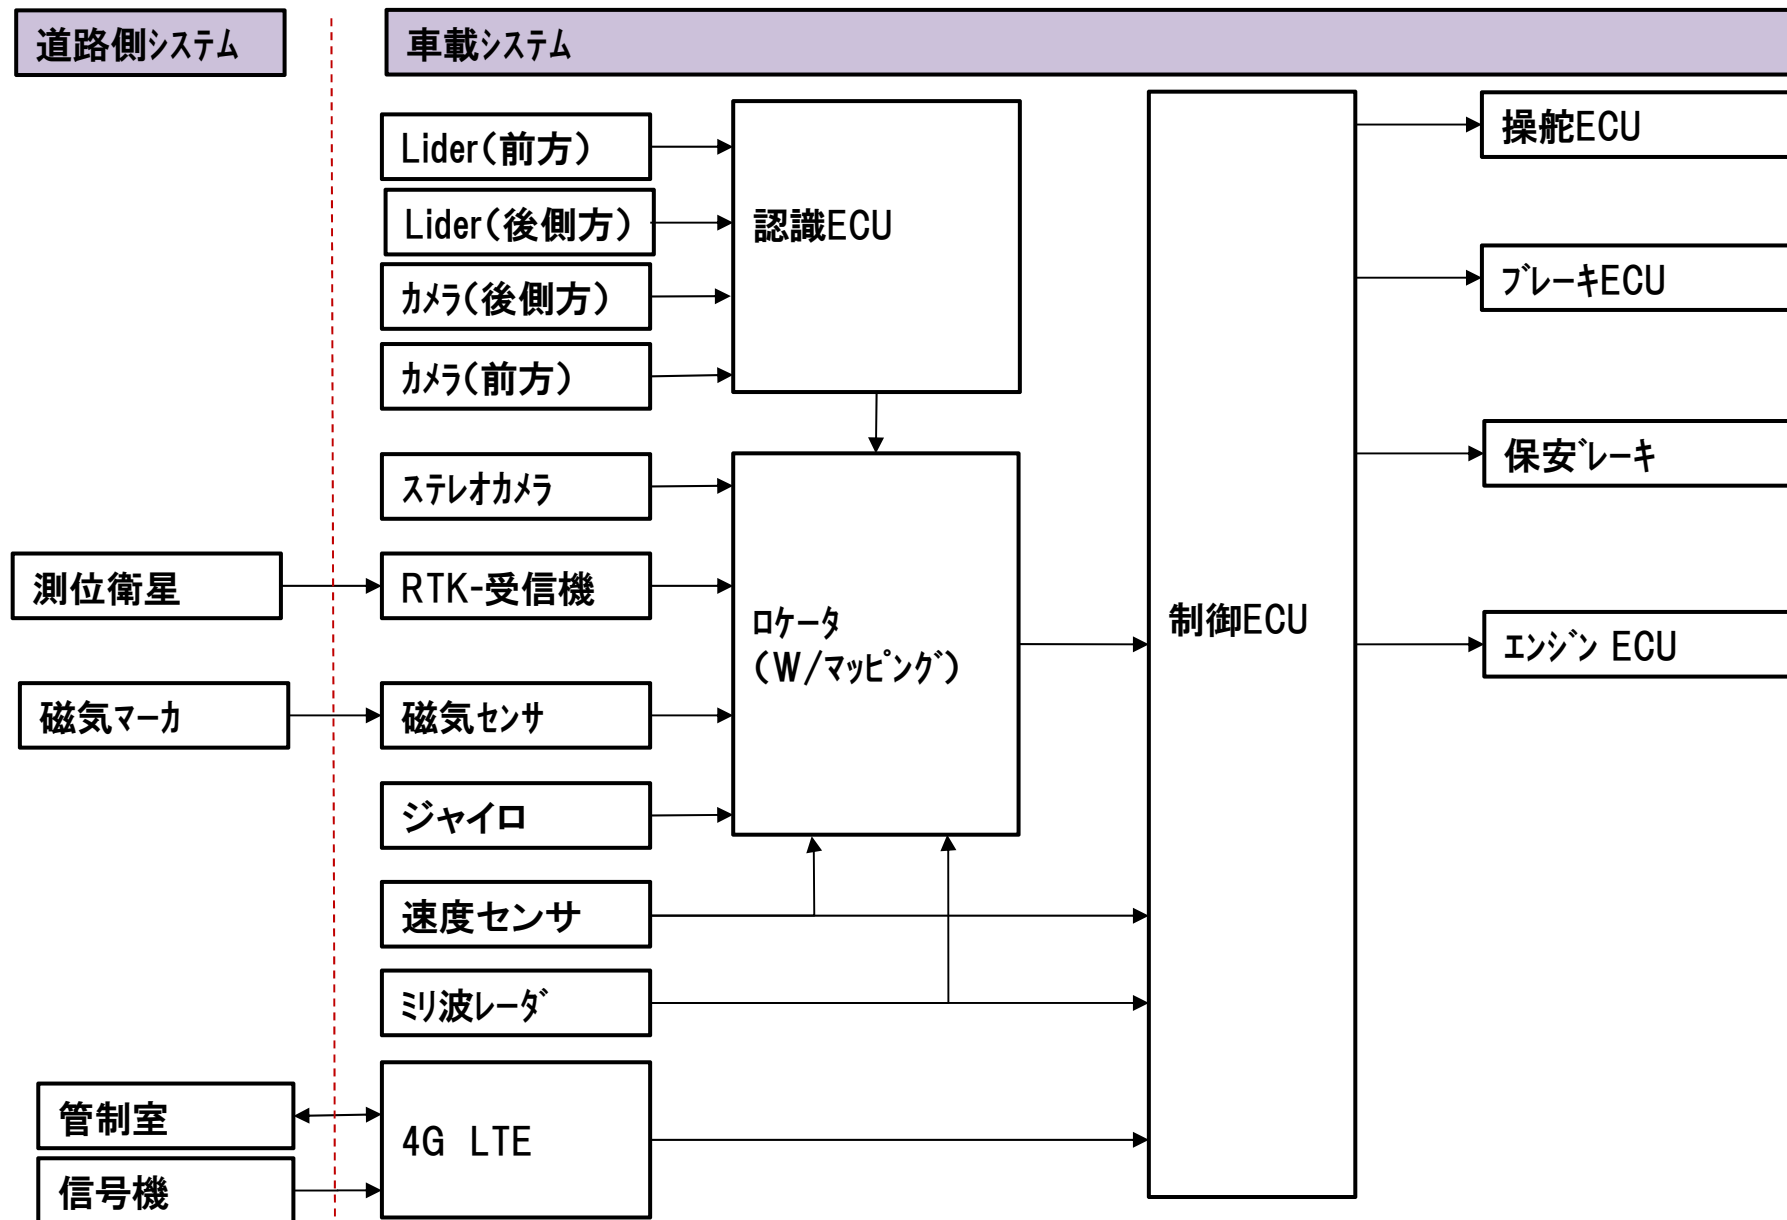 道路側ｼｽﾃﾑ
車載ｼｽﾃﾑ
Lider(前方)
Lider(後側方)
ｶﾒﾗ(後側方)
ｶﾒﾗ(前方)
認識ECU
ｽﾃﾚｵｶﾒﾗ
測位衛星
RTK-受信機
磁気ﾏｰｶ
磁気ｾﾝｻ
ジャイロ
ﾛｹｰﾀ
(W/ﾏｯﾋﾟﾝｸﾞ)
速度センサ
ﾐﾘ波ﾚｰﾀﾞ
管制室
信号機
4G LTE
制御ECU
操舵ECU
ﾌﾞﾚｰｷECU
保安ﾞﾚｰｷ
ｴﾝｼﾞﾝ ECU